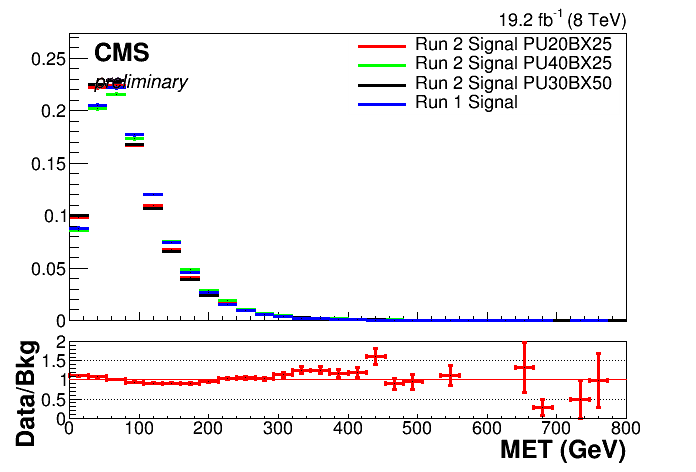 19.2 fb-1 (8 TeV)
CMS
preliminary
Run 2 Signal PU20BX25
Run 2 Signal PU40BX25
Run 2 Signal PU30BX50
Run 1 Signal
0.25
0.2
0.15
0.1
0.05
0
Data/Bkg
2
1.5
1
0.5
0
0 100 200 300 400 500 600 700 800
MET (GeV)